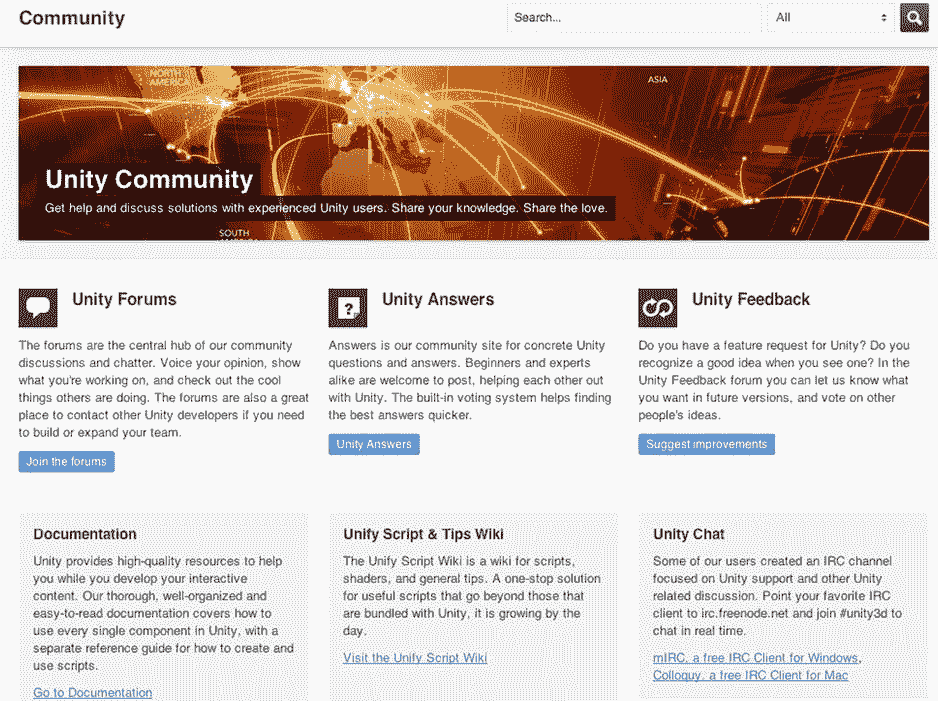 Community
Search...
All
NORTH
AMERICA
ASIA
Unity Community
Get help and discuss solutions with experienced Unity users. Share your knowledge. Share the love.
SOUTH
AMERICA
Unity Forums
The forums are the central hub of our community
discussions and chatter. Voice your opinion, show
what you're working on, and check out the cool
things others are doing. The forums are also a great
place to contact other Unity developers if you need
to build or expand your team.
Join the forums
Unity Answers
Answers is our community site for concrete Unity
questions and answers. Beginners and experts
alike are welcome to post, helping each other out
with Unity. The built-in voting system helps finding
the best answers quicker.
Unity Answers
Unity Feedback
Do you have a feature request for Unity? Do you
recognize a good idea when you see one? In the
Unity Feedback forum you can let us know what
you want in future versions, and vote on other
people's ideas.
Suggest improvements
Documentation
Unity provides high-quality resources to help
you while you develop your interactive
content. Our thorough, well-organized and
easy-to-read documentation covers how to
use every single component in Unity, with a
separate reference guide for how to create and
use scripts.
Go to Documentation
Unify Script & Tips Wiki
The Unify Script Wiki is a wiki for scripts,
shaders, and general tips. A one-stop solution
for useful scripts that go beyond those that
are bundled with Unity, it is growing by the
day.
Visit the Unify Script Wiki
Unity Chat
Some of our users created an IRC channel
focused on Unity support and other Unity
related discussion. Point your favorite IRC
client to irc.freenode.net and join #unity3d to
chat in real time.
mIRC, a free IRC Client for Windows,
Colloquy, a free IRC Client for Mac